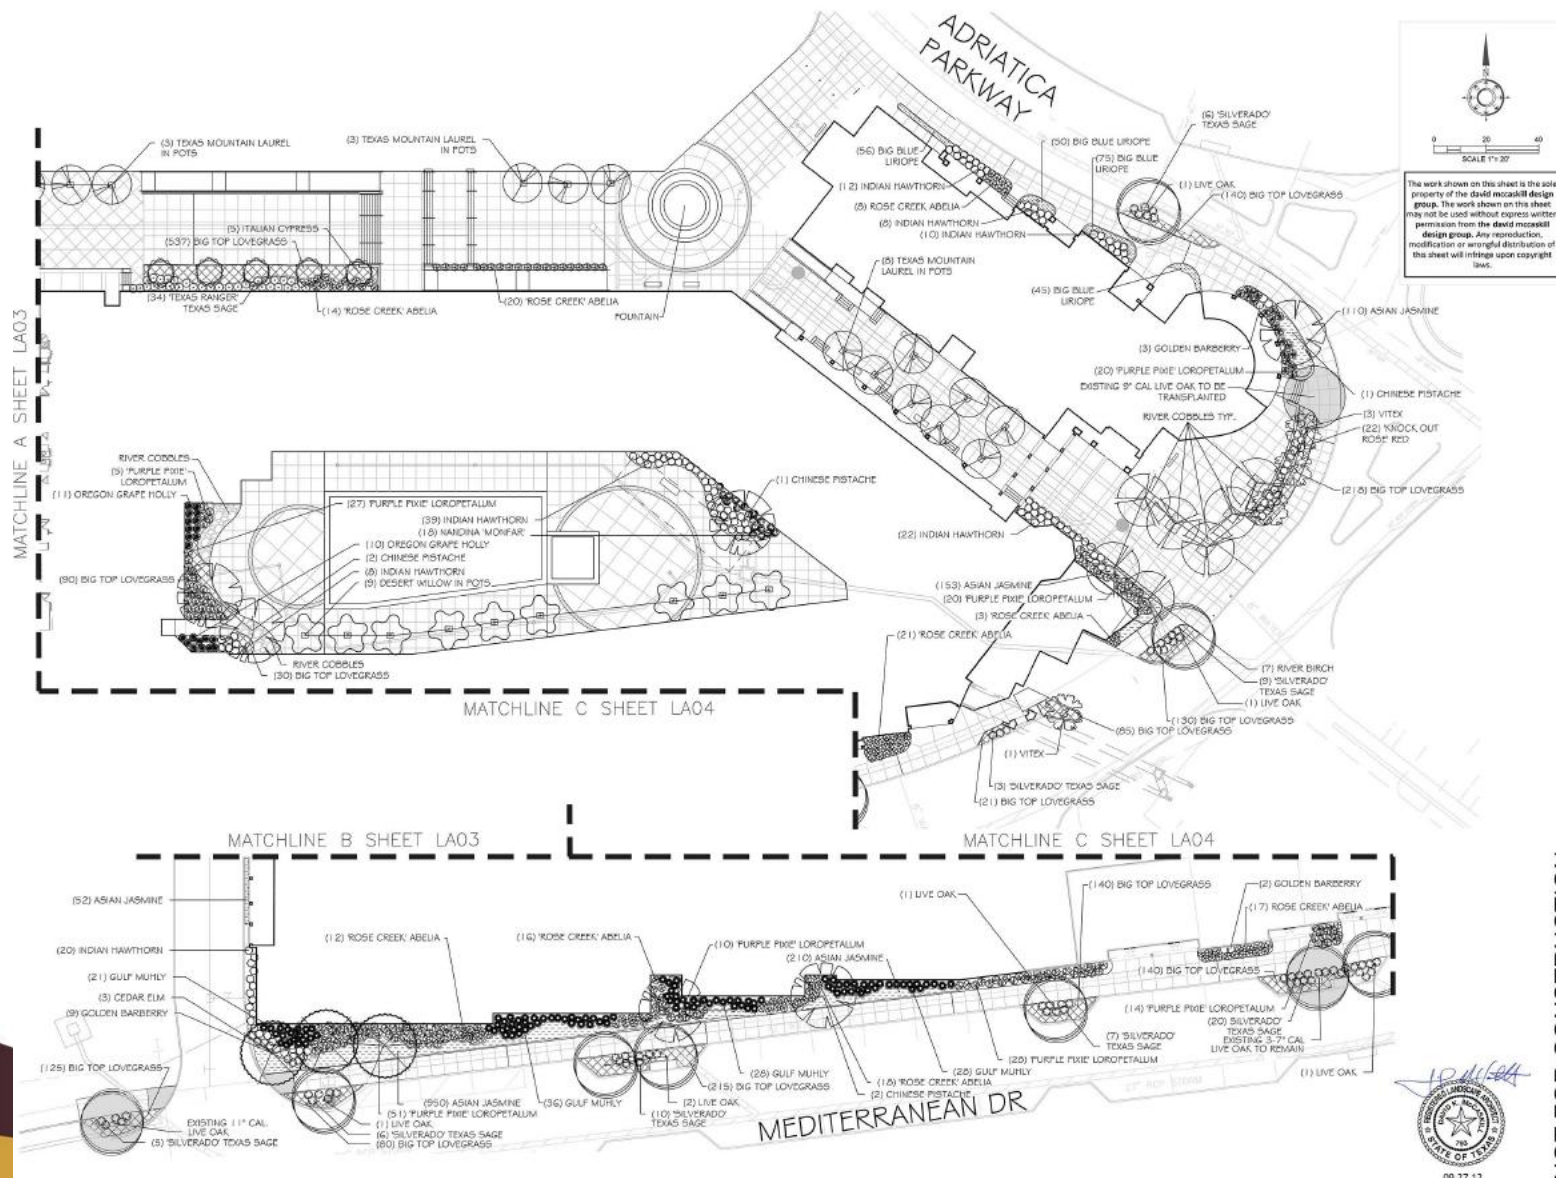 ADRIATICA
PARKWAY
N
0 20 40
SCALE 1"= 20'
The work shown on this sheet is the sole
property of the david mccaskill design
group. The work shown on this sheet
may not be used without express written
permission from the david mccaskill
design group. Any reproduction,
modification or wrongful distribution of
this sheet will infringe upon copyright
laws.
(3) TEXAS MOUNTAIN LAUREL
IN POTS
(3) TEXAS MOUNTAIN LAUREL
IN POTS
(5) ITALIAN CYPRESS
(537) BIG TOP LOVEGRASS
(34) 'TEXAS RANGER'
TEXAS SAGE
(14) 'ROSE CREEK' ABELIA
(20) 'ROSE CREEK' ABELIA
FOUNTAIN
(56) BIG BLUE
LIRIOPE
(12) INDIAN HAWTHORN
(8) 'ROSE CREEK' ABELIA
(8) INDIAN HAWTHORN
(10) INDIAN HAWTHORN
(50) BIG BLUE LIRIOPE
(75) BIG BLUE
LIRIOPE
(6) 'SILVERADO'
TEXAS SAGE
(1) LIVE OAK
(140) BIG TOP LOVEGRASS
(8) TEXAS MOUNTAIN
LAUREL IN POTS
(45) BIG BLUE
LIRIOPE
(110) ASIAN JASMINE
(3) GOLDEN BARBERRY
(20) 'PURPLE PIXIE' LOROPETALUM
EXISTING 9" CAL LIVE OAK TO BE
TRANSPLANTED
RIVER COBBLES TYP.
(1) CHINESE PISTACHE
(3) VITEX
(22) 'KNOCK OUT
ROSE' RED
(218) BIG TOP LOVEGRASS
MATCHLINE A SHEET LA03
RIVER COBBLES
(5) 'PURPLE PIXIE'
LOROPETALUM
(11) OREGON GRAPE HOLLY
(27) 'PURPLE PIXIE' LOROPETALUM
(39) INDIAN HAWTHORN
(18) NANDINA 'MONFAR'
(10) OREGON GRAPE HOLLY
(2) CHINESE PISTACHE
(8) INDIAN HAWTHORN
(9) DESERT WILLOW IN POTS
(1) CHINESE PISTACHE
(90) BIG TOP LOVEGRASS
RIVER COBBLES
(30) BIG TOP LOVEGRASS
(22) INDIAN HAWTHORN
(153) ASIAN JASMINE
(20) 'PURPLE PIXIE' LOROPETALUM
(3) 'ROSE CREEK' ABELIA
(21) 'ROSE CREEK' ABELIA
(7) RIVER BIRCH
(9) 'SILVERADO'
TEXAS SAGE
(1) LIVE OAK
(130) BIG TOP LOVEGRASS
(85) BIG TOP LOVEGRASS
(1) VITEX
(3) 'SILVERADO' TEXAS SAGE
(21) BIG TOP LOVEGRASS
MATCHLINE C SHEET LA04
MATCHLINE B SHEET LA03
MATCHLINE C SHEET LA04
(52) ASIAN JASMINE
(20) INDIAN HAWTHORN
(21) GULF MUHLY
(3) CEDAR ELM
(9) GOLDEN BARBERRY
(125) BIG TOP LOVEGRASS
EXISTING 11" CAL.
LIVE OAK
(5) 'SILVERADO' TEXAS SAGE
(12) 'ROSE CREEK' ABELIA
(16) 'ROSE CREEK' ABELIA
(10) 'PURPLE PIXIE' LOROPETALUM
(210) ASIAN JASMINE
(1) LIVE OAK
(140) BIG TOP LOVEGRASS
(2) GOLDEN BARBERRY
(17) 'ROSE CREEK' ABELIA
(140) BIG TOP LOVEGRASS
(14) 'PURPLE PIXIE' LOROPETALUM
(20) 'SILVERADO'
TEXAS SAGE
EXISTING 3-7" CAL
LIVE OAK TO REMAIN
(1) LIVE OAK
(7) 'SILVERADO'
TEXAS SAGE
(28) 'PURPLE PIXIE' LOROPETALUM
(28) GULF MUHLY
(18) 'ROSE CREEK' ABELIA
(2) CHINESE PISTACHE
(28) GULF MUHLY
(215) BIG TOP LOVEGRASS
(2) LIVE OAK
(10) 'SILVERADO'
TEXAS SAGE
(36) GULF MUHLY
(950) ASIAN JASMINE
(51) 'PURPLE PIXIE' LOROPETALUM
(1) LIVE OAK
(6) 'SILVERADO' TEXAS SAGE
(80) BIG TOP LOVEGRASS
MEDITERRANEAN DR
REGISTERED LANDSCAPE ARCHITECT
STATE OF TEXAS